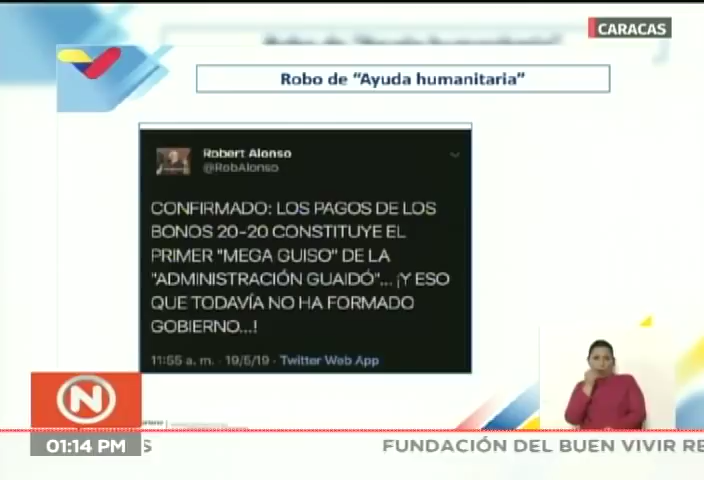 CARACAS
Robo de “Ayuda humanitaria”
Robert Alonso
@RobAlonso
CONFIRMADO: LOS PAGOS DE LOS
BONOS 20-20 CONSTITUYE EL
PRIMER "MEGA GUISO" DE LA
"ADMINISTRACIÓN GUAIDÓ"... ¡Y ESO
QUE TODAVÍA NO HA FORMADO
GOBIERNO...!
11:55 a. m. · 19/5/19 · Twitter Web App
N
01:14 PM
S
FUNDACIÓN DEL BUEN VIVIR RE